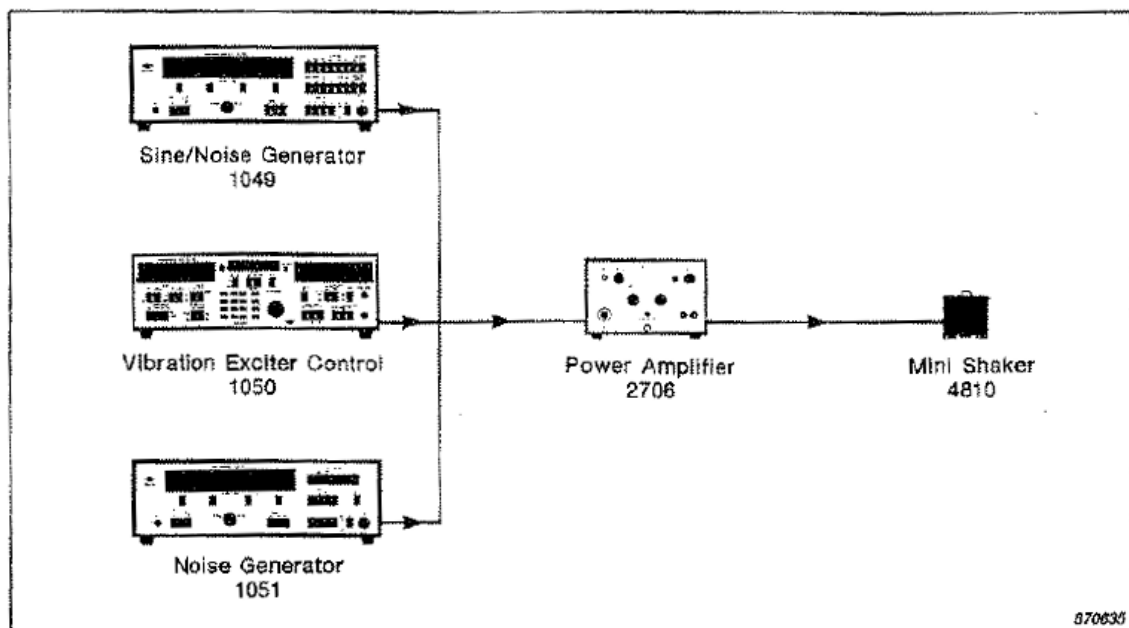 Sine/Noise Generator
1049
Vibration Exciter Control
1050
Power Amplifier
2706
Mini Shaker
4810
Noise Generator
1051
870635